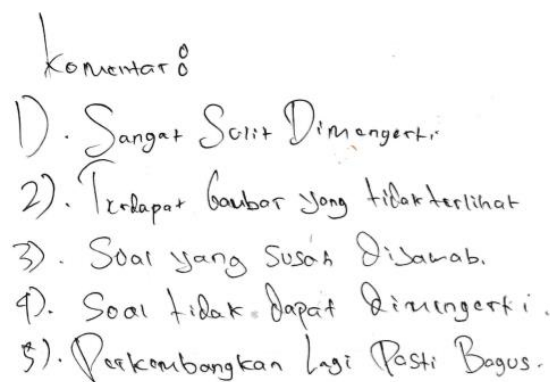 Komentar :
1). Sangat Sulit Dimengerti
2). Terdapat Gambar yang tidak terlihat
3). Soal yang susah Dijawab.
4). Soal tidak dapat Dimengerti.
5). Perkembangkan Lagi Pasti Bagus.